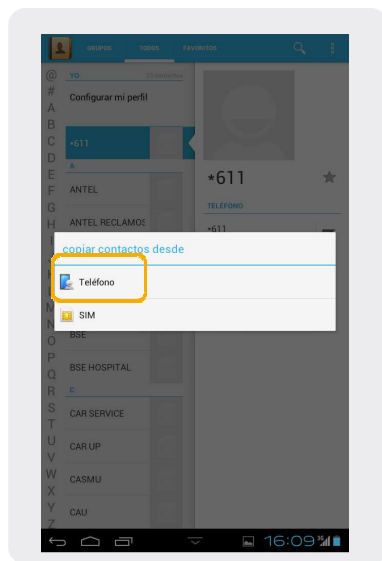 GRUPOS TODOS FAVORITOS
YO
Configurar mi perfil
*611
A
ANTEL
ANTEL RECLAMOS
BSE
BSE HOSPITAL
C
CAR SERVICE
CAR UP
CASMU
CAU
@
#
A
B
C
D
E
F
G
H
I
M
N
O
P
Q
R
S
T
U
V
W
X
Y
Z
*611
TELÉFONO
*611
copiar contactos desde
Teléfono
SIM
16:09 3G